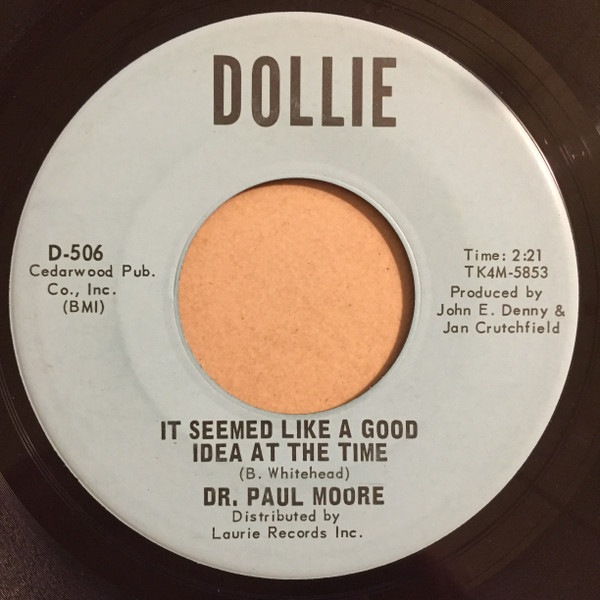 DOLLIE
D-506
Cedarwood Pub.
Co., Inc.
(BMI)
Time: 2:21
TK4M-5853
Produced by
John E. Denny &
Jan Crutchfield
IT SEEMED LIKE A GOOD
IDEA AT THE TIME
(B. Whitehead)
DR. PAUL MOORE
Distributed by
Laurie Records Inc.